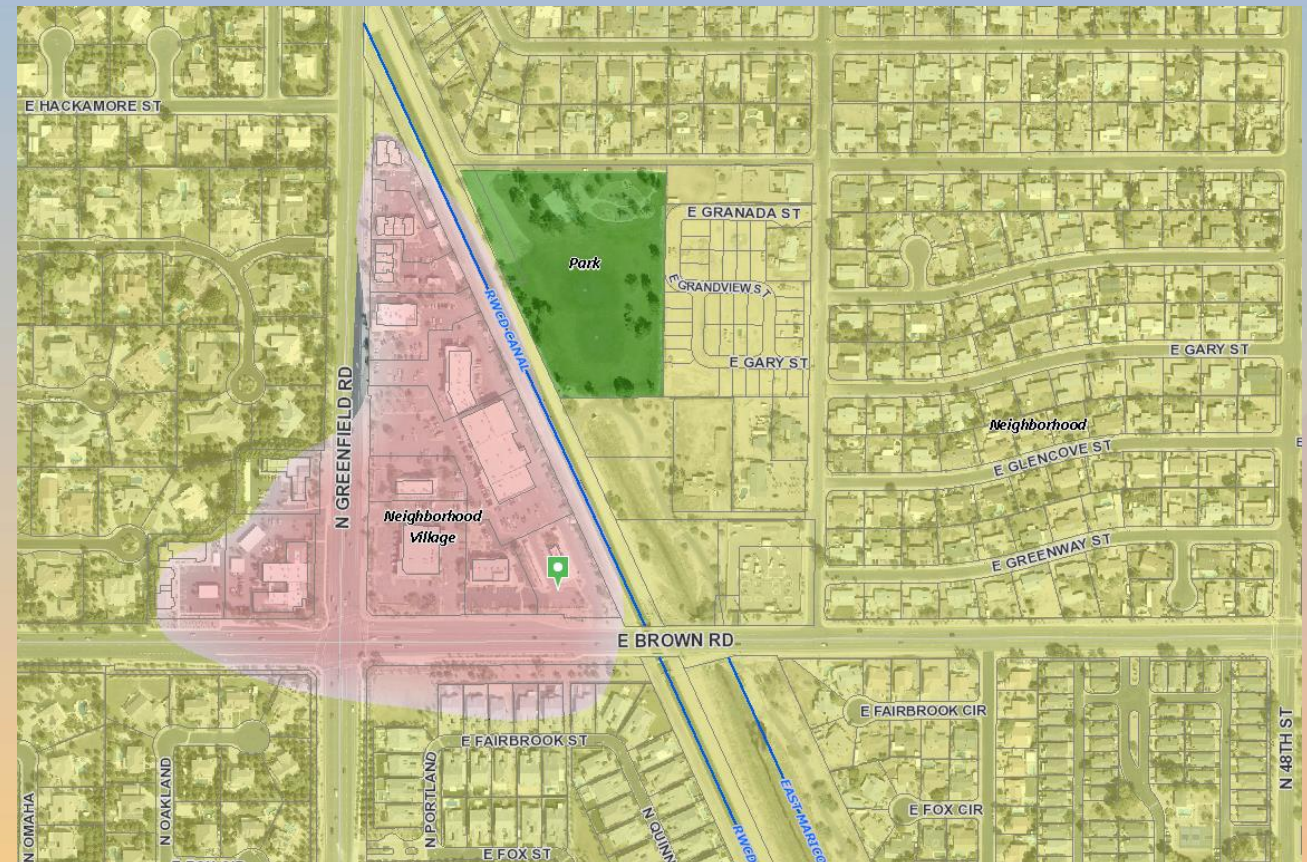 E HACKAMORE ST
E GRANADA ST
Park
E GRANDVIEW ST
RWCD CANAL
E GARY ST
E GARY ST
N GREENFIELD RD
Neighborhood
E GLENCOVE ST
Neighborhood
Village
E GREENWAY ST
E BROWN RD
E FAIRBROOK CIR
E FAIRBROOK ST
N 48TH ST
N OMAHA
N OAKLAND
N PORTLAND
N QUINN
E FOX CIR
EAST MARICO
RWCD
E FOX ST